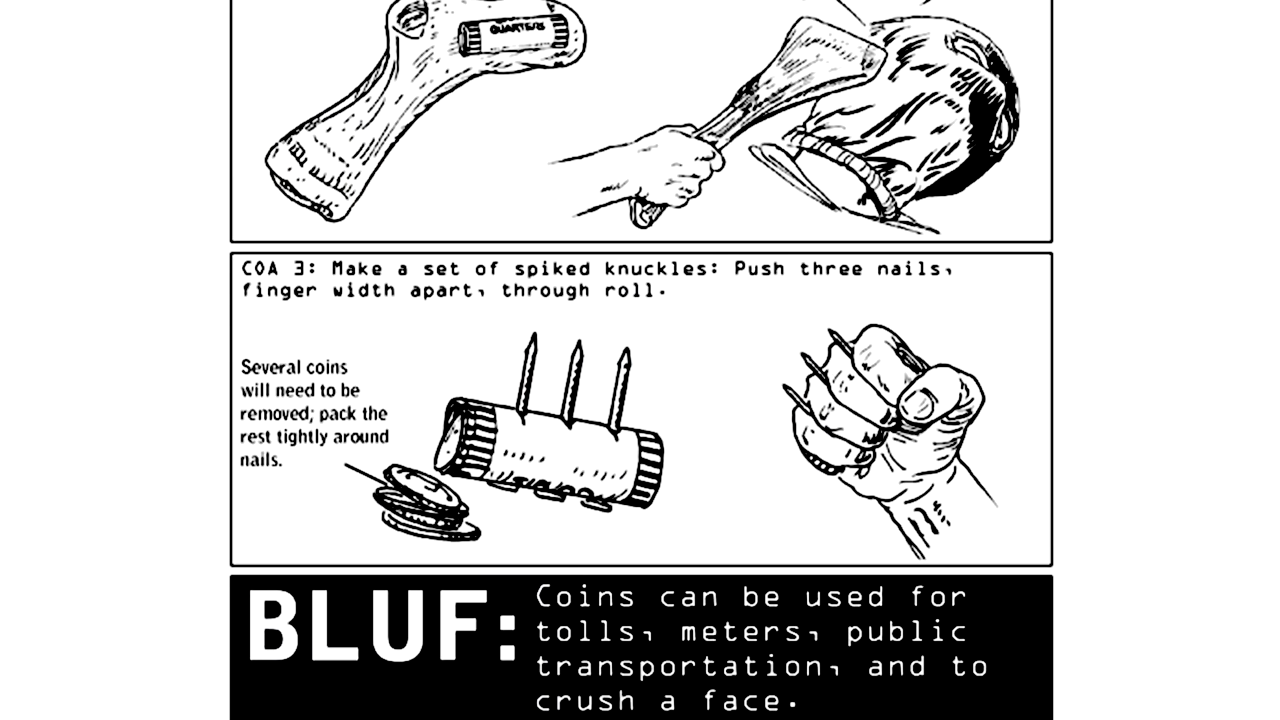 QUARTERS
COA 3: Make a set of spiked knuckles: Push three nails,
finger width apart, through roll.
Several coins
will need to be
removed; pack the
rest tightly around
nails.
BLUF:
Coins can be used for
tolls, meters, public
transportation, and to
crush a face.